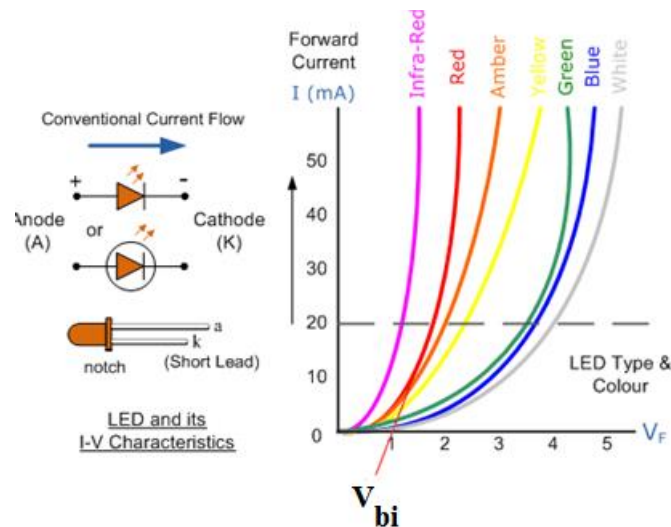 Conventional Current Flow
+
-
Anode
(A)
or
Cathode
(K)
a
k
notch
(Short Lead)
LED and its
I-V Characteristics
Forward
Current
I (mA)
Infra-Red
Red
Amber
Yellow
Green
Blue
White
50
40
30
20
10
0
1
2
3
4
5
V_F
LED Type &
Colour
V_bi